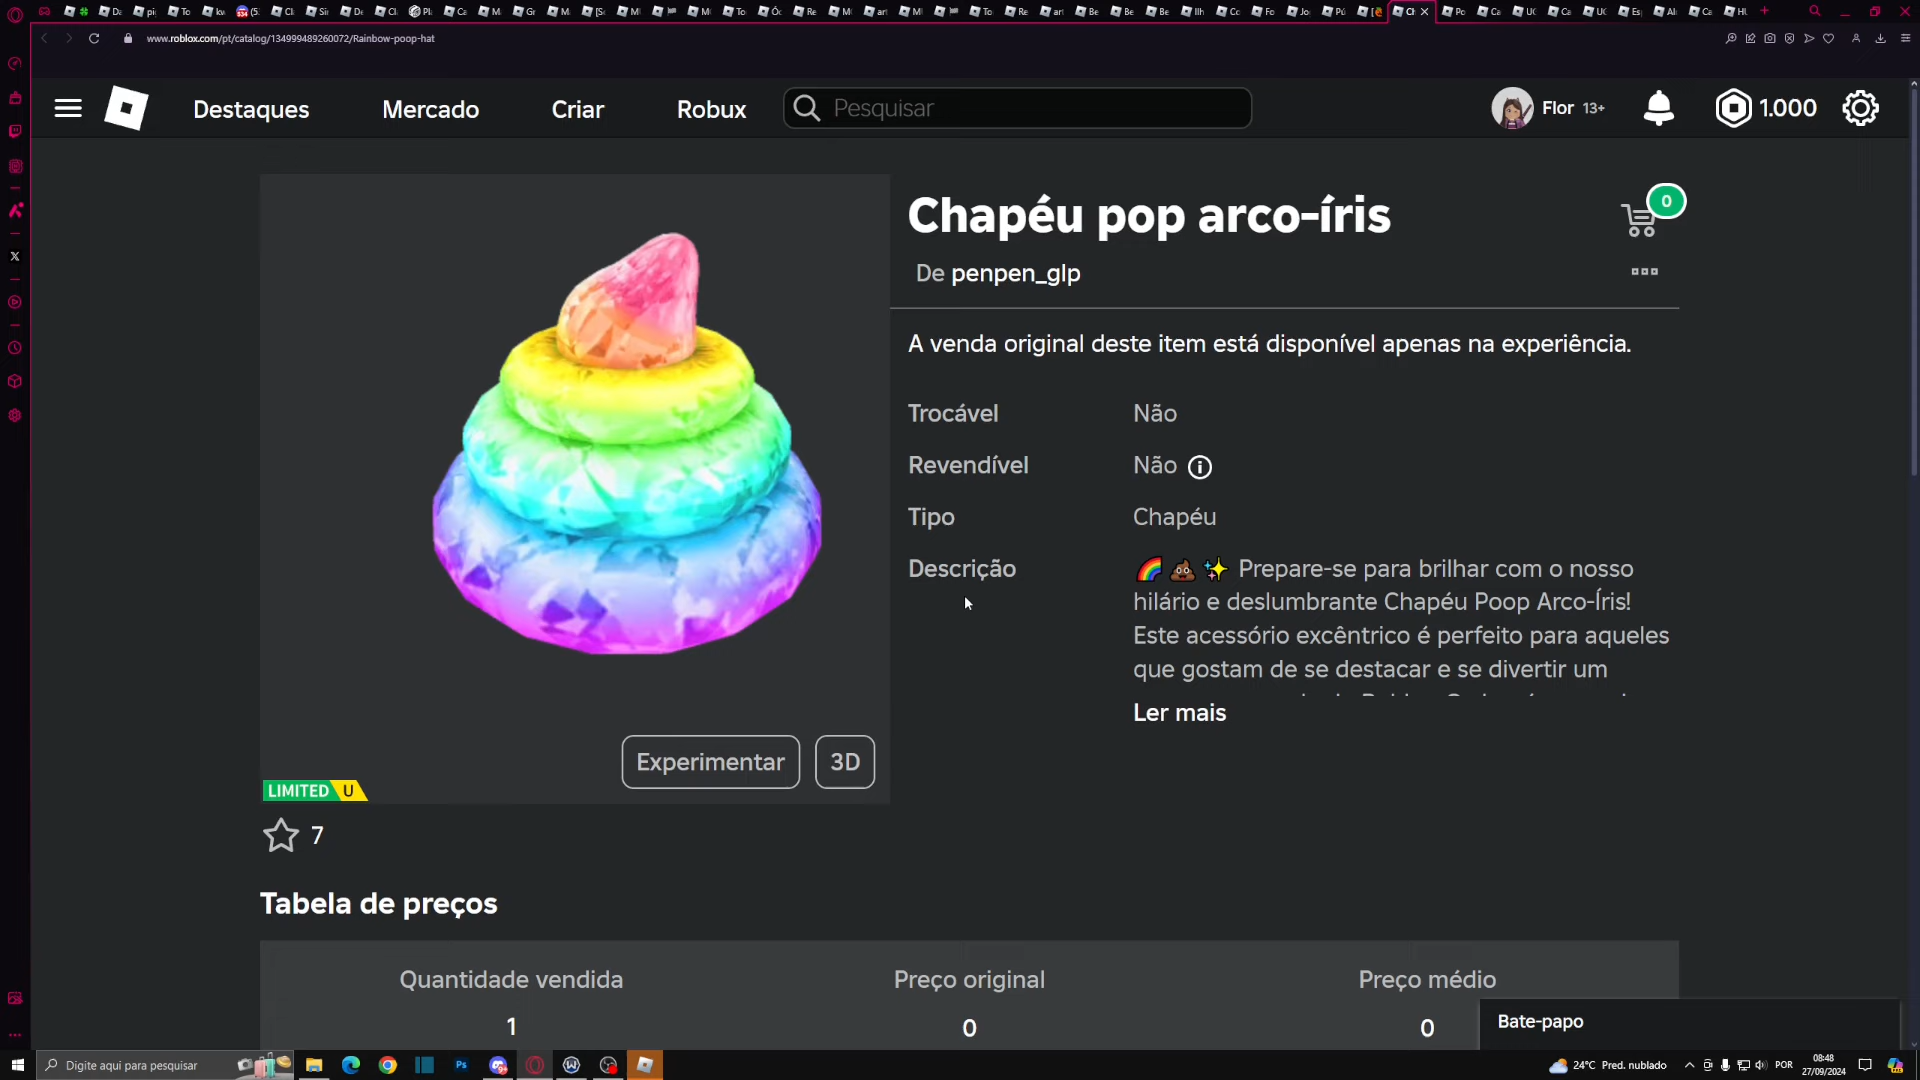 www.roblox.com/pt/catalog/134999489260072/Rainbow-poop-hat
Destaques
Mercado
Criar
Robux
Pesquisar
Flor 13+
1.000
Chapéu pop arco-íris
0
De penpen_glp
A venda original deste item está disponível apenas na experiência.
Trocável Não
Revendível Não
Tipo Chapéu
Descrição 🌈 💩 ✨ Prepare-se para brilhar com o nosso
hilário e deslumbrante Chapéu Poop Arco-Íris!
Este acessório excêntrico é perfeito para aqueles
que gostam de se destacar e se divertir um
Ler mais
Experimentar
3D
LIMITED U
7
Tabela de preços
Quantidade vendida
Preço original
Preço médio
1
0
0
Bate-papo
Digite aqui para pesquisar
24°C Pred. nublado
POR
08:48
27/09/2024